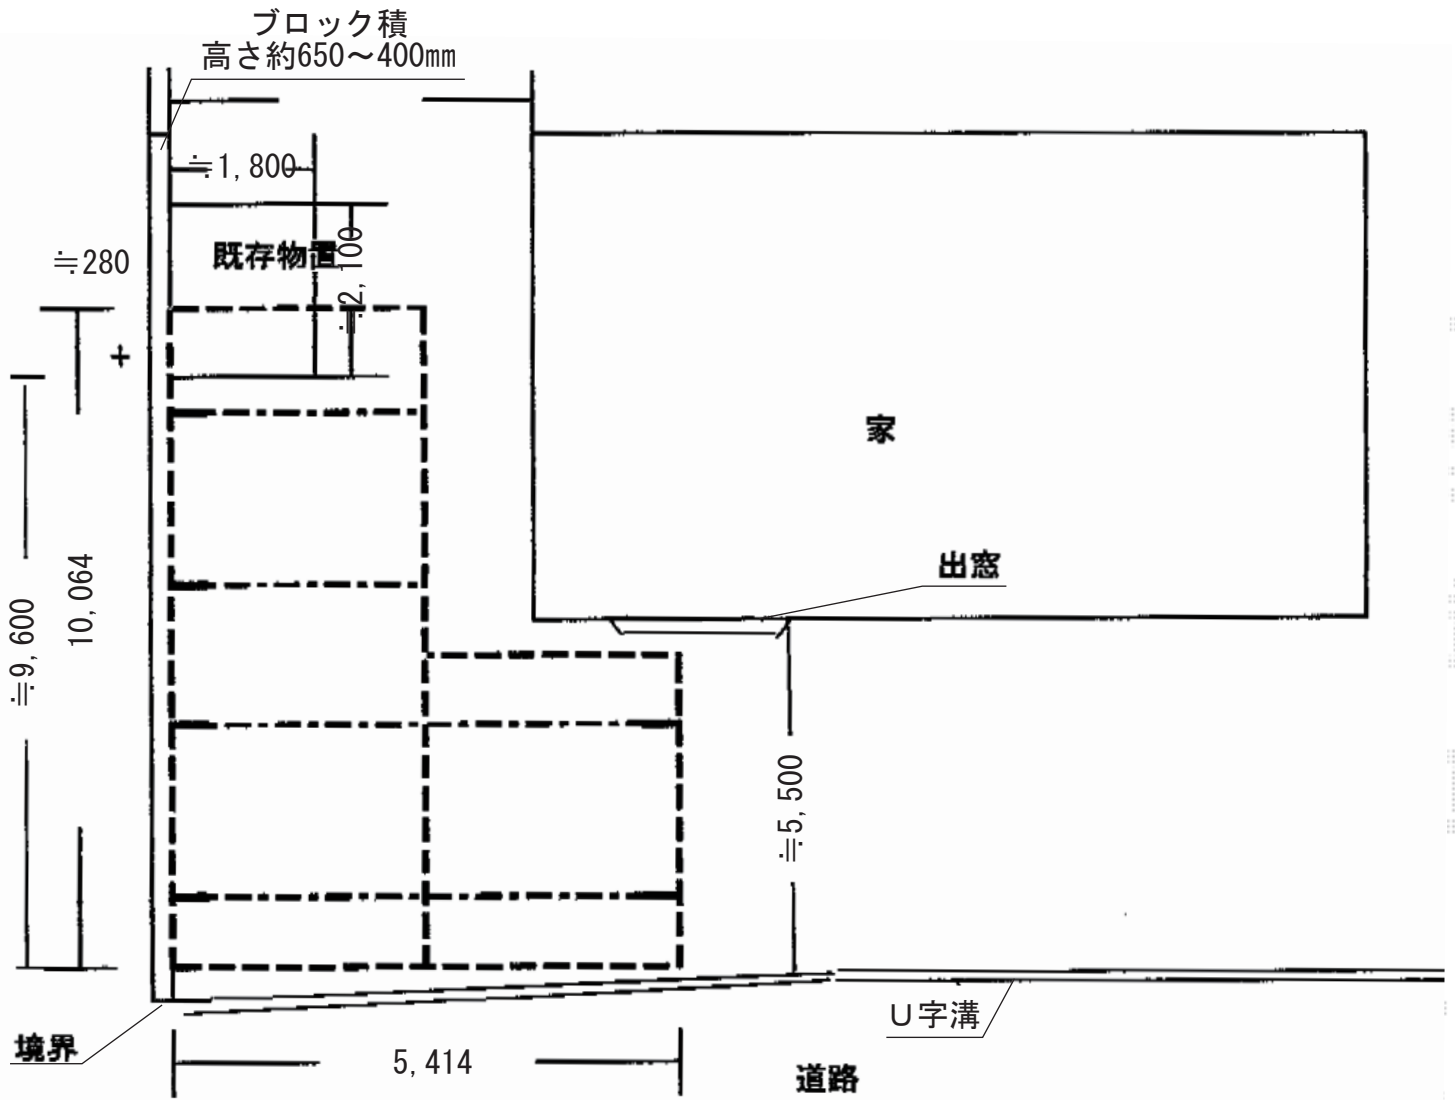 ブロック積
高さ約650～400mm
≒1,800
既存物置
≒2,100
≒280
+
家
出窓
10,064
≒9,600
≒5,500
U字溝
境界
5,414
道路